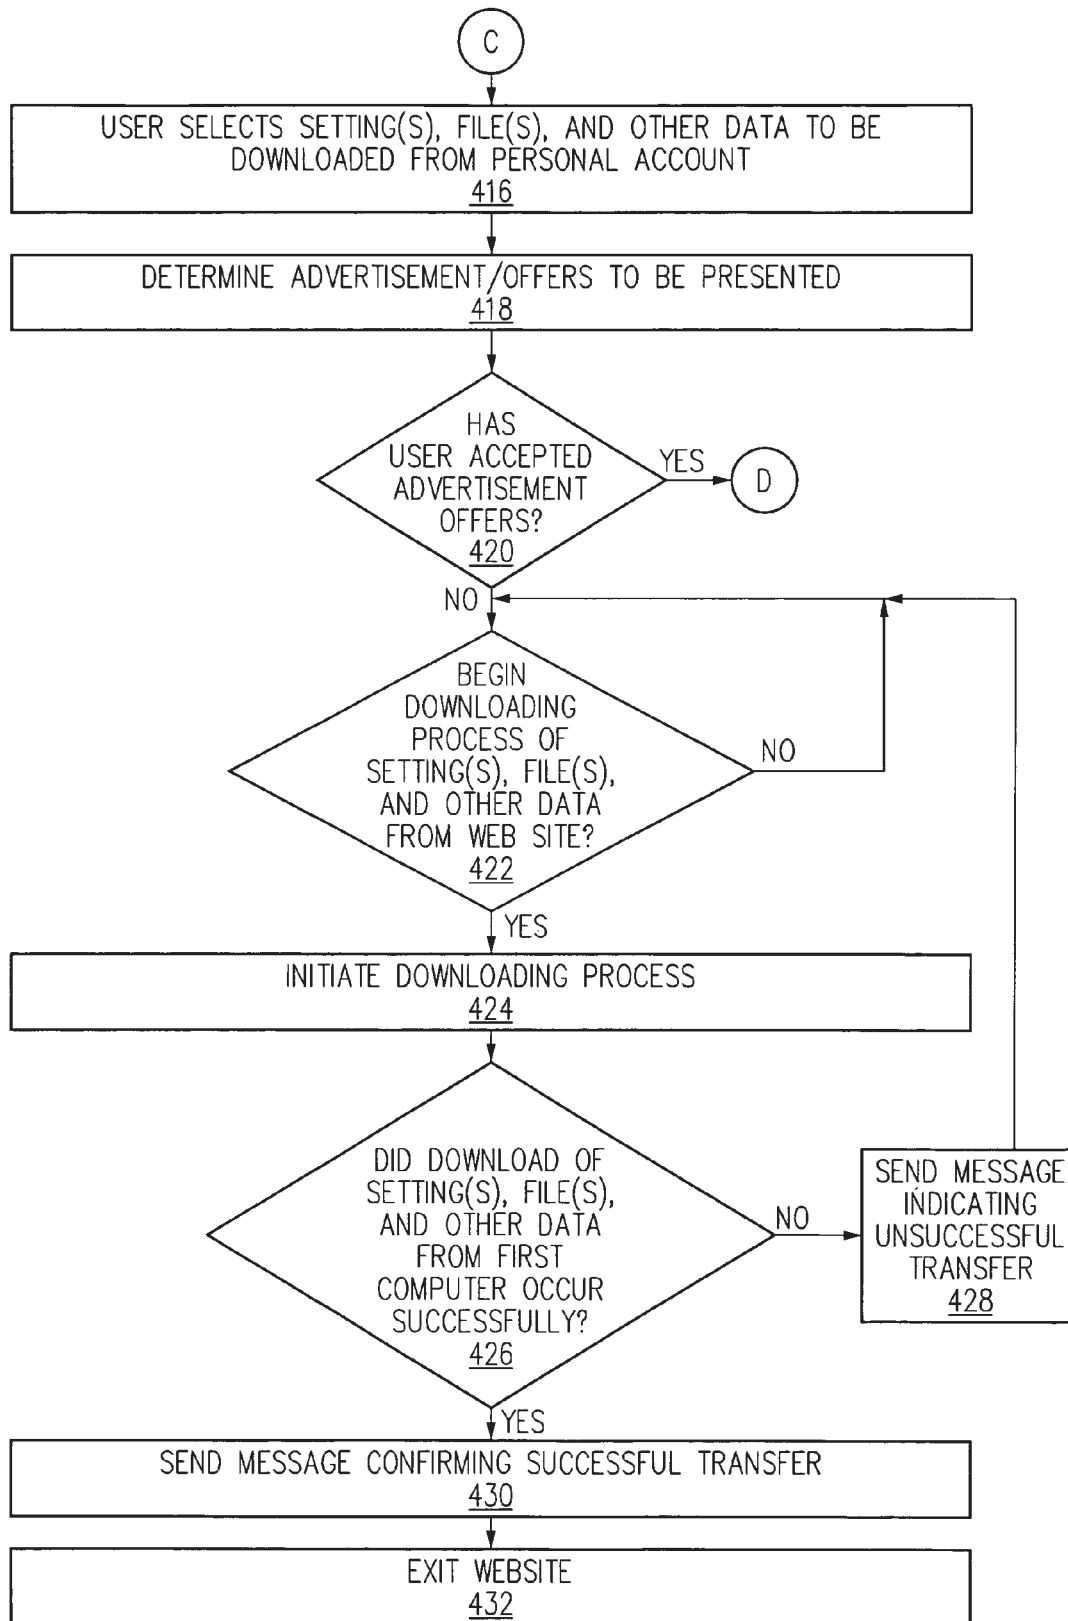 C
USER SELECTS SETTING(S), FILE(S), AND OTHER DATA TO BE
DOWNLOADED FROM PERSONAL ACCOUNT
416
DETERMINE ADVERTISEMENT/OFFERS TO BE PRESENTED
418
HAS
USER ACCEPTED
ADVERTISEMENT
OFFERS?
420
YES
D
NO
BEGIN
DOWNLOADING
PROCESS OF
SETTING(S), FILE(S),
AND OTHER DATA
FROM WEB SITE?
422
NO
YES
INITIATE DOWNLOADING PROCESS
424
DID DOWNLOAD OF
SETTING(S), FILE(S),
AND OTHER DATA
FROM FIRST
COMPUTER OCCUR
SUCCESSFULLY?
426
NO
SEND MESSAGE
INDICATING
UNSUCCESSFUL
TRANSFER
428
YES
SEND MESSAGE CONFIRMING SUCCESSFUL TRANSFER
430
EXIT WEBSITE
432